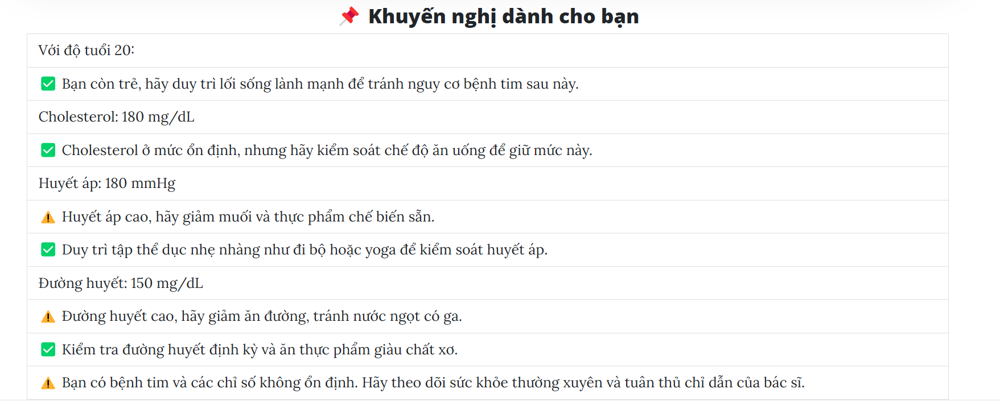 📌 Khuyến nghị dành cho bạn
Với độ tuổi 20:
✅ Bạn còn trẻ, hãy duy trì lối sống lành mạnh để tránh nguy cơ bệnh tim sau này.
Cholesterol: 180 mg/dL
✅ Cholesterol ở mức ổn định, nhưng hãy kiểm soát chế độ ăn uống để giữ mức này.
Huyết áp: 180 mmHg
⚠️ Huyết áp cao, hãy giảm muối và thực phẩm chế biến sẵn.
✅ Duy trì tập thể dục nhẹ nhàng như đi bộ hoặc yoga để kiểm soát huyết áp.
Đường huyết: 150 mg/dL
⚠️ Đường huyết cao, hãy giảm ăn đường, tránh nước ngọt có ga.
✅ Kiểm tra đường huyết định kỳ và ăn thực phẩm giàu chất xơ.
⚠️ Bạn có bệnh tim và các chỉ số không ổn định. Hãy theo dõi sức khỏe thường xuyên và tuân thủ chỉ dẫn của bác sĩ.